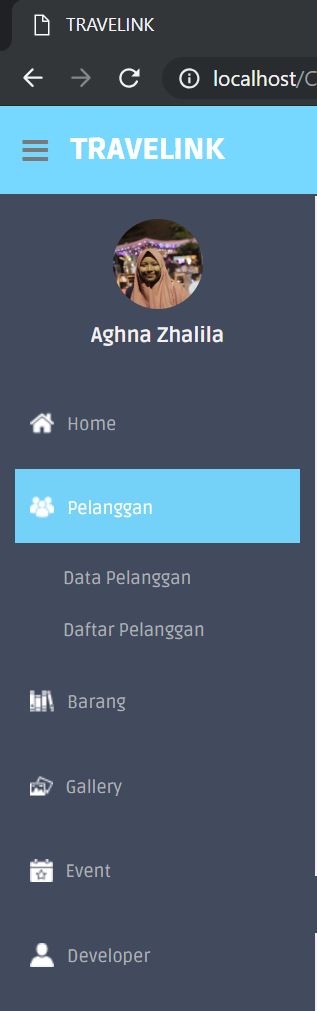 TRAVELINK
localhost/C
TRAVELINK
Aghna Zhalila
Home
Pelanggan
Data Pelanggan
Daftar Pelanggan
Barang
Gallery
Event
Developer